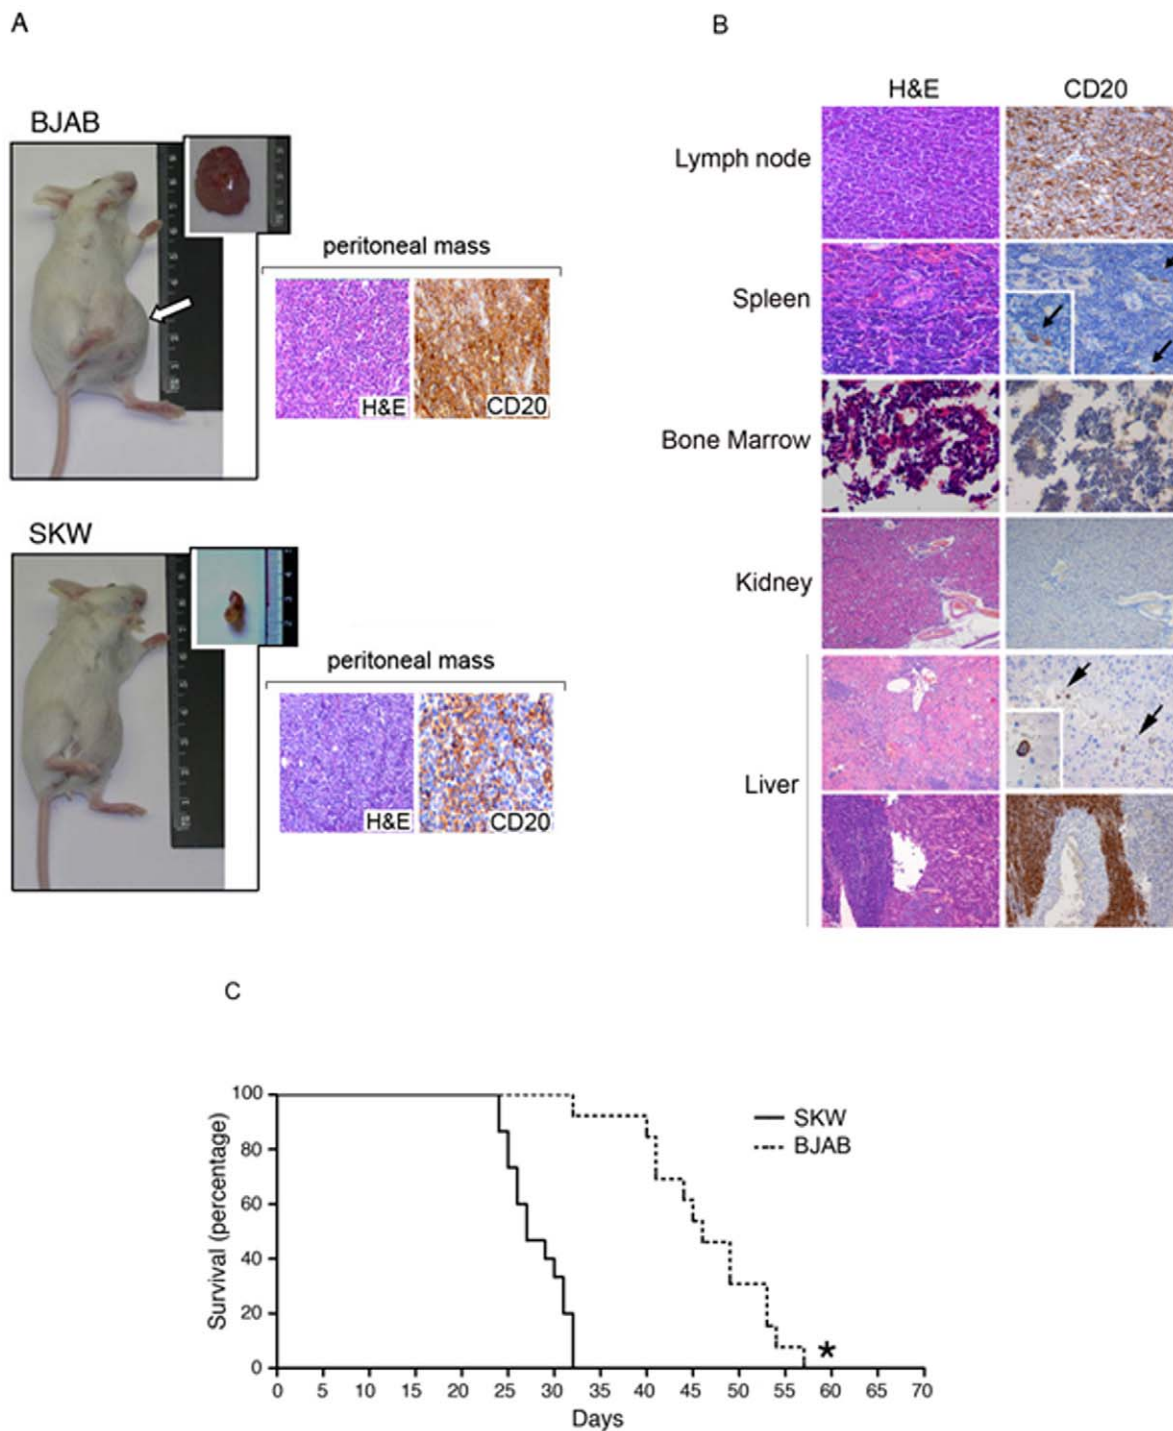 A
BJAB
peritoneal mass
H&E CD20
SKW
peritoneal mass
H&E CD20
B
H&E CD20
Lymph node
Spleen
Bone Marrow
Kidney
Liver
C
Survival (percentage)
100
80
60
40
20
0
SKW
BJAB
*
0 5 10 15 20 25 30 35 40 45 50 55 60 65 70
Days